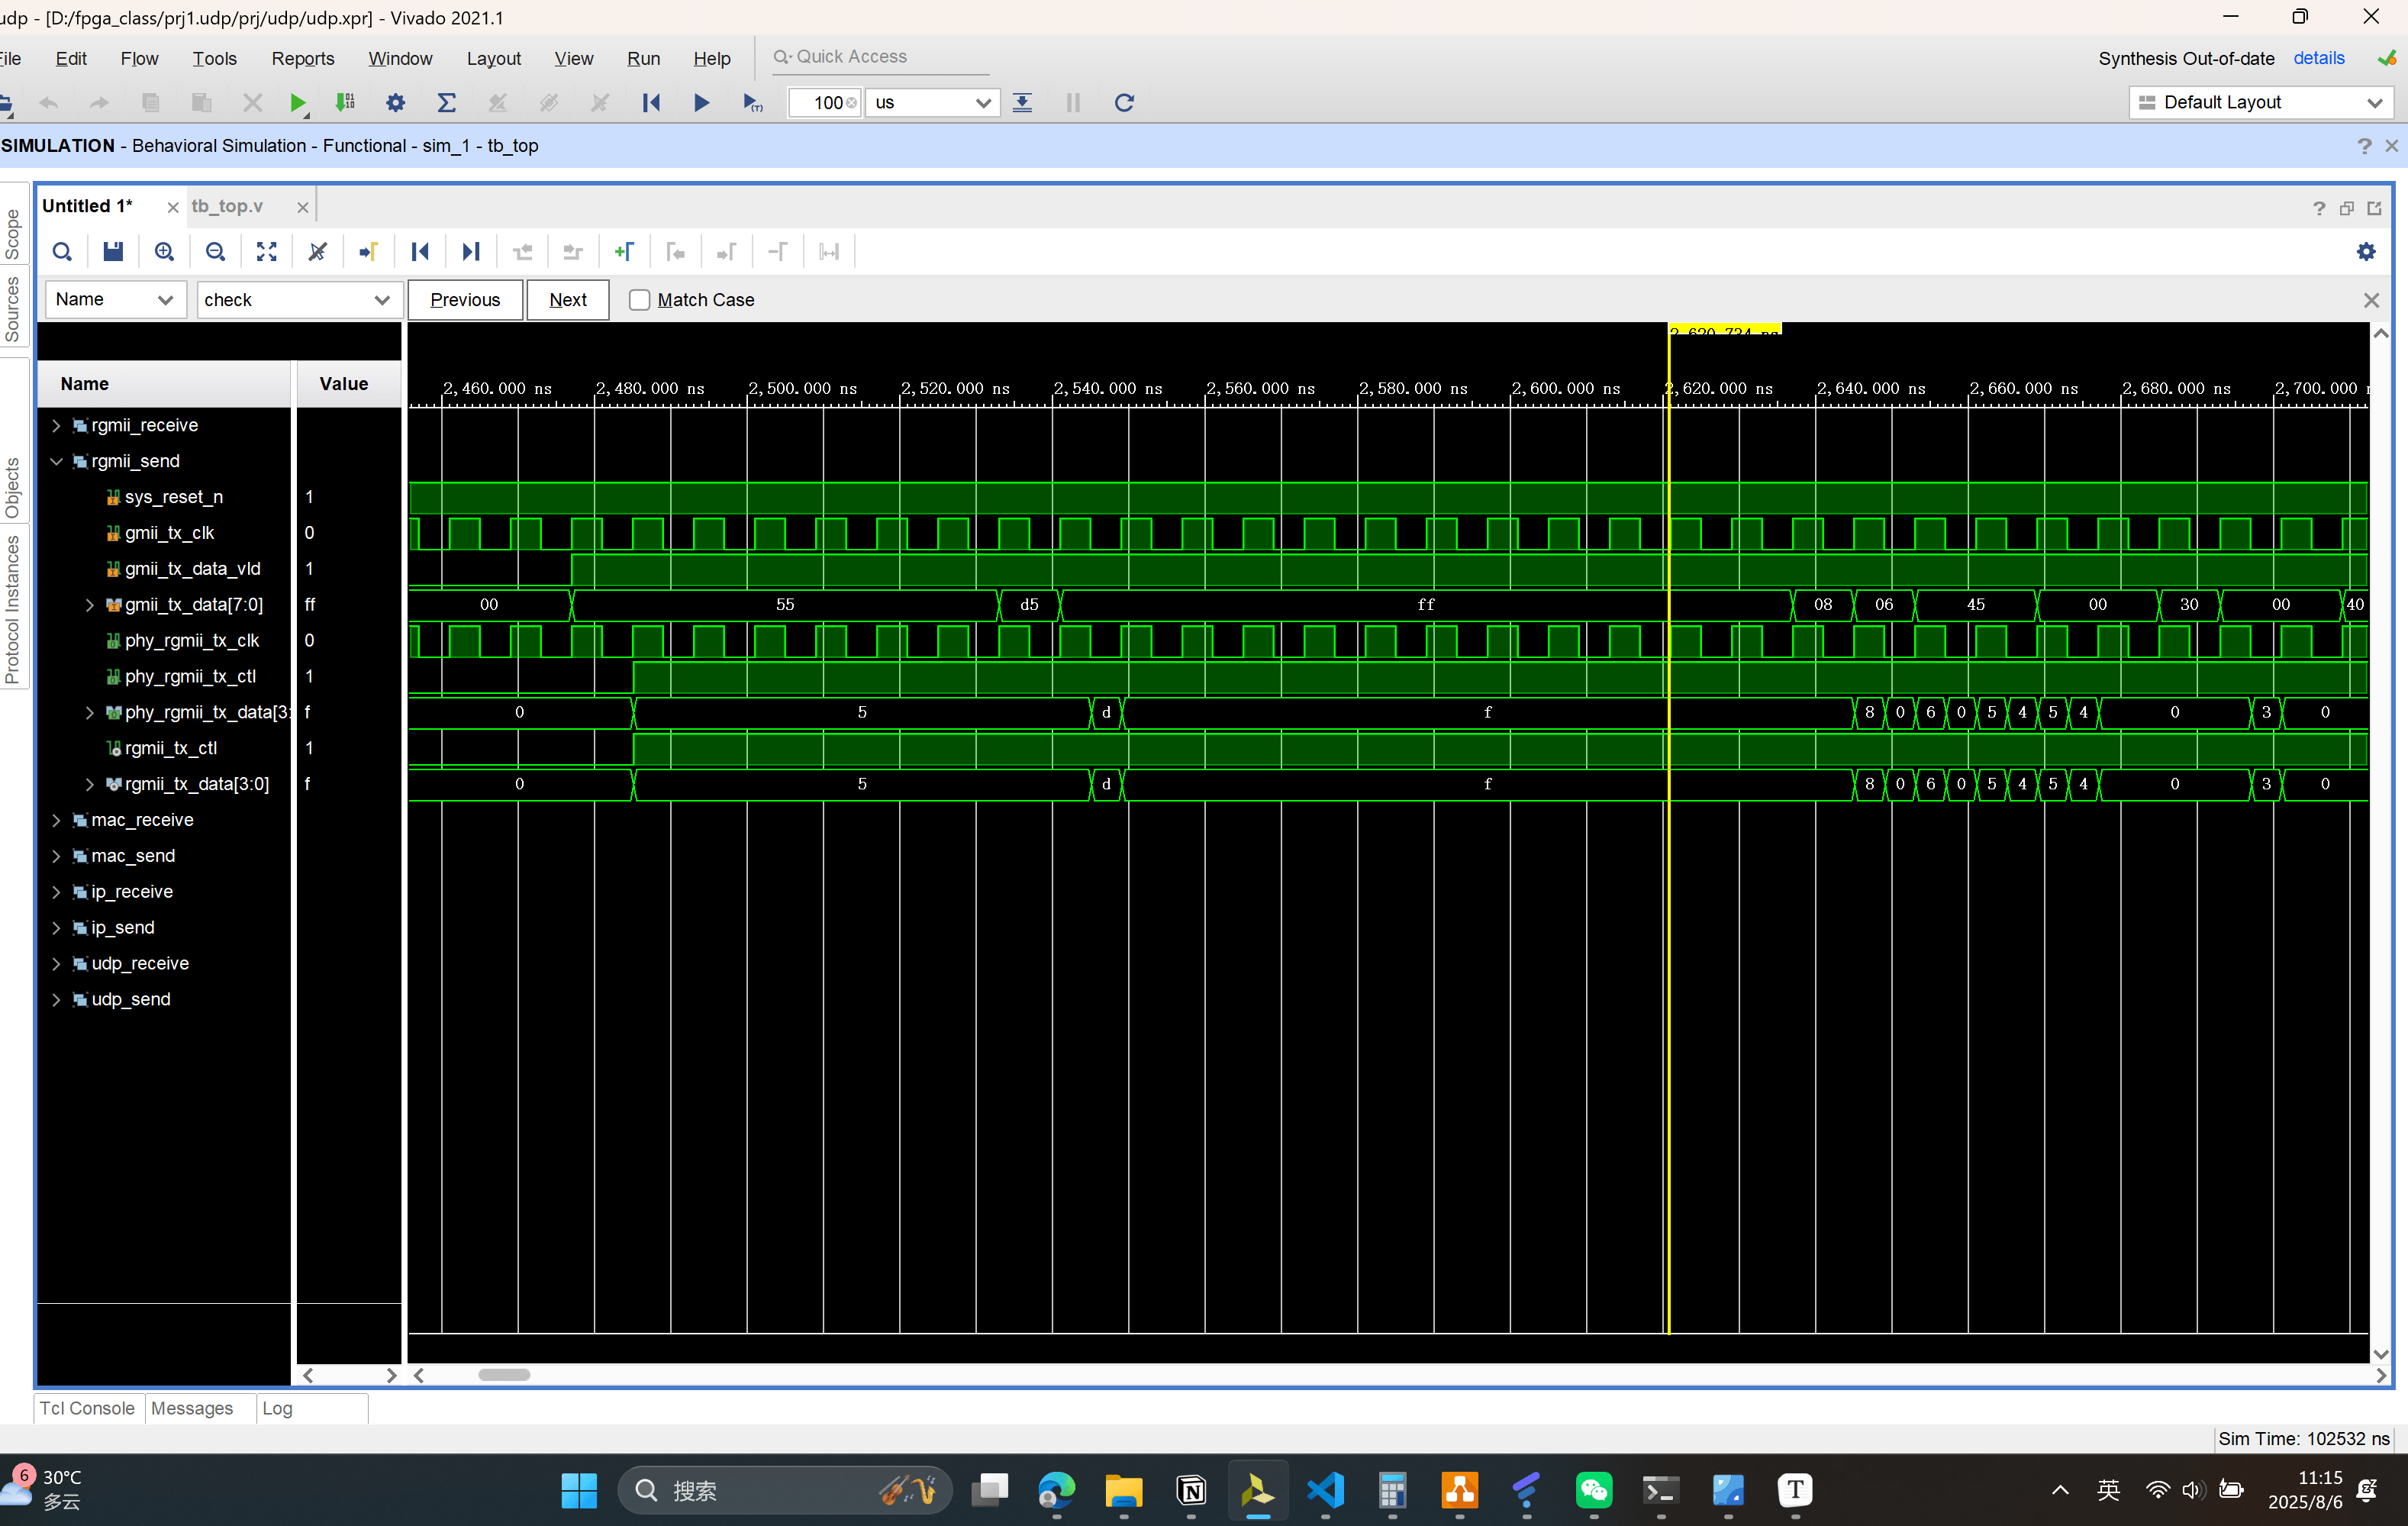 udp - [D:/fpga_class/prj1.udp/prj/udp/udp.xpr] - Vivado 2021.1
File Edit Flow Tools Reports Window Layout View Run Help Quick Access
Synthesis Out-of-date details
100 us
Default Layout
SIMULATION - Behavioral Simulation - Functional - sim_1 - tb_top
Scope
Sources
Objects
Protocol Instances
Untitled 1* tb_top.v
Name check Previous Next Match Case
2,620.734 ns
Name Value
2,460.000 ns 2,480.000 ns 2,500.000 ns 2,520.000 ns 2,540.000 ns 2,560.000 ns 2,580.000 ns 2,600.000 ns 2,620.000 ns 2,640.000 ns 2,660.000 ns 2,680.000 ns 2,700.000
rgmii_receive
rgmii_send
sys_reset_n 1
gmii_tx_clk 0
gmii_tx_data_vld 1
gmii_tx_data[7:0] ff 00 55 d5 ff 08 06 45 00 30 00 40
phy_rgmii_tx_clk 0
phy_rgmii_tx_ctl 1
phy_rgmii_tx_data[3: f 0 5 d f 8 0 6 0 5 4 5 4 0 3 0
rgmii_tx_ctl 1
rgmii_tx_data[3:0] f 0 5 d f 8 0 6 0 5 4 5 4 0 3 0
mac_receive
mac_send
ip_receive
ip_send
udp_receive
udp_send
Tcl Console Messages Log
Sim Time: 102532 ns
6 30°C
多云
搜索
英
11:15
2025/8/6